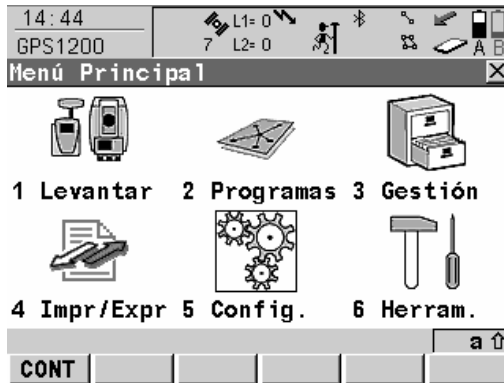 14:44
GPS1200
L1= 0
7 L2= 0
A B
Menú Principal
1 Levantar 2 Programas 3 Gestión
4 Impr/Expr 5 Config. 6 Herram.
a
CONT